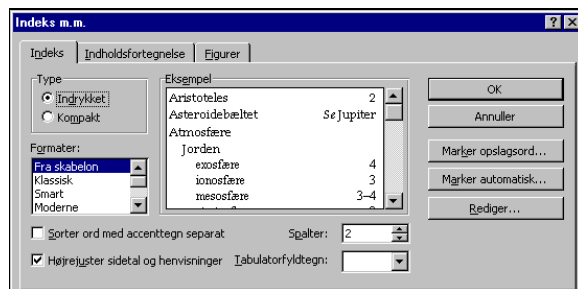 Indeks m.m.
Indeks Indholdsfortegnelse Figurer
Type
Indrykket
Kompakt
Formater:
Fra skabelon
Klassisk
Smart
Moderne
Eksempel
Aristoteles 2
Asteroidebæltet Se Jupiter
Atmosfære
Jorden
exosfære 4
ionosfære 3
mesosfære 3–4
OK
Annuller
Marker opslagsord...
Marker automatisk...
Rediger...
Sorter ord med accenttegn separat
Spalter: 2
Højrejuster sidetal og henvisninger
Tabulatorfyldtegn: